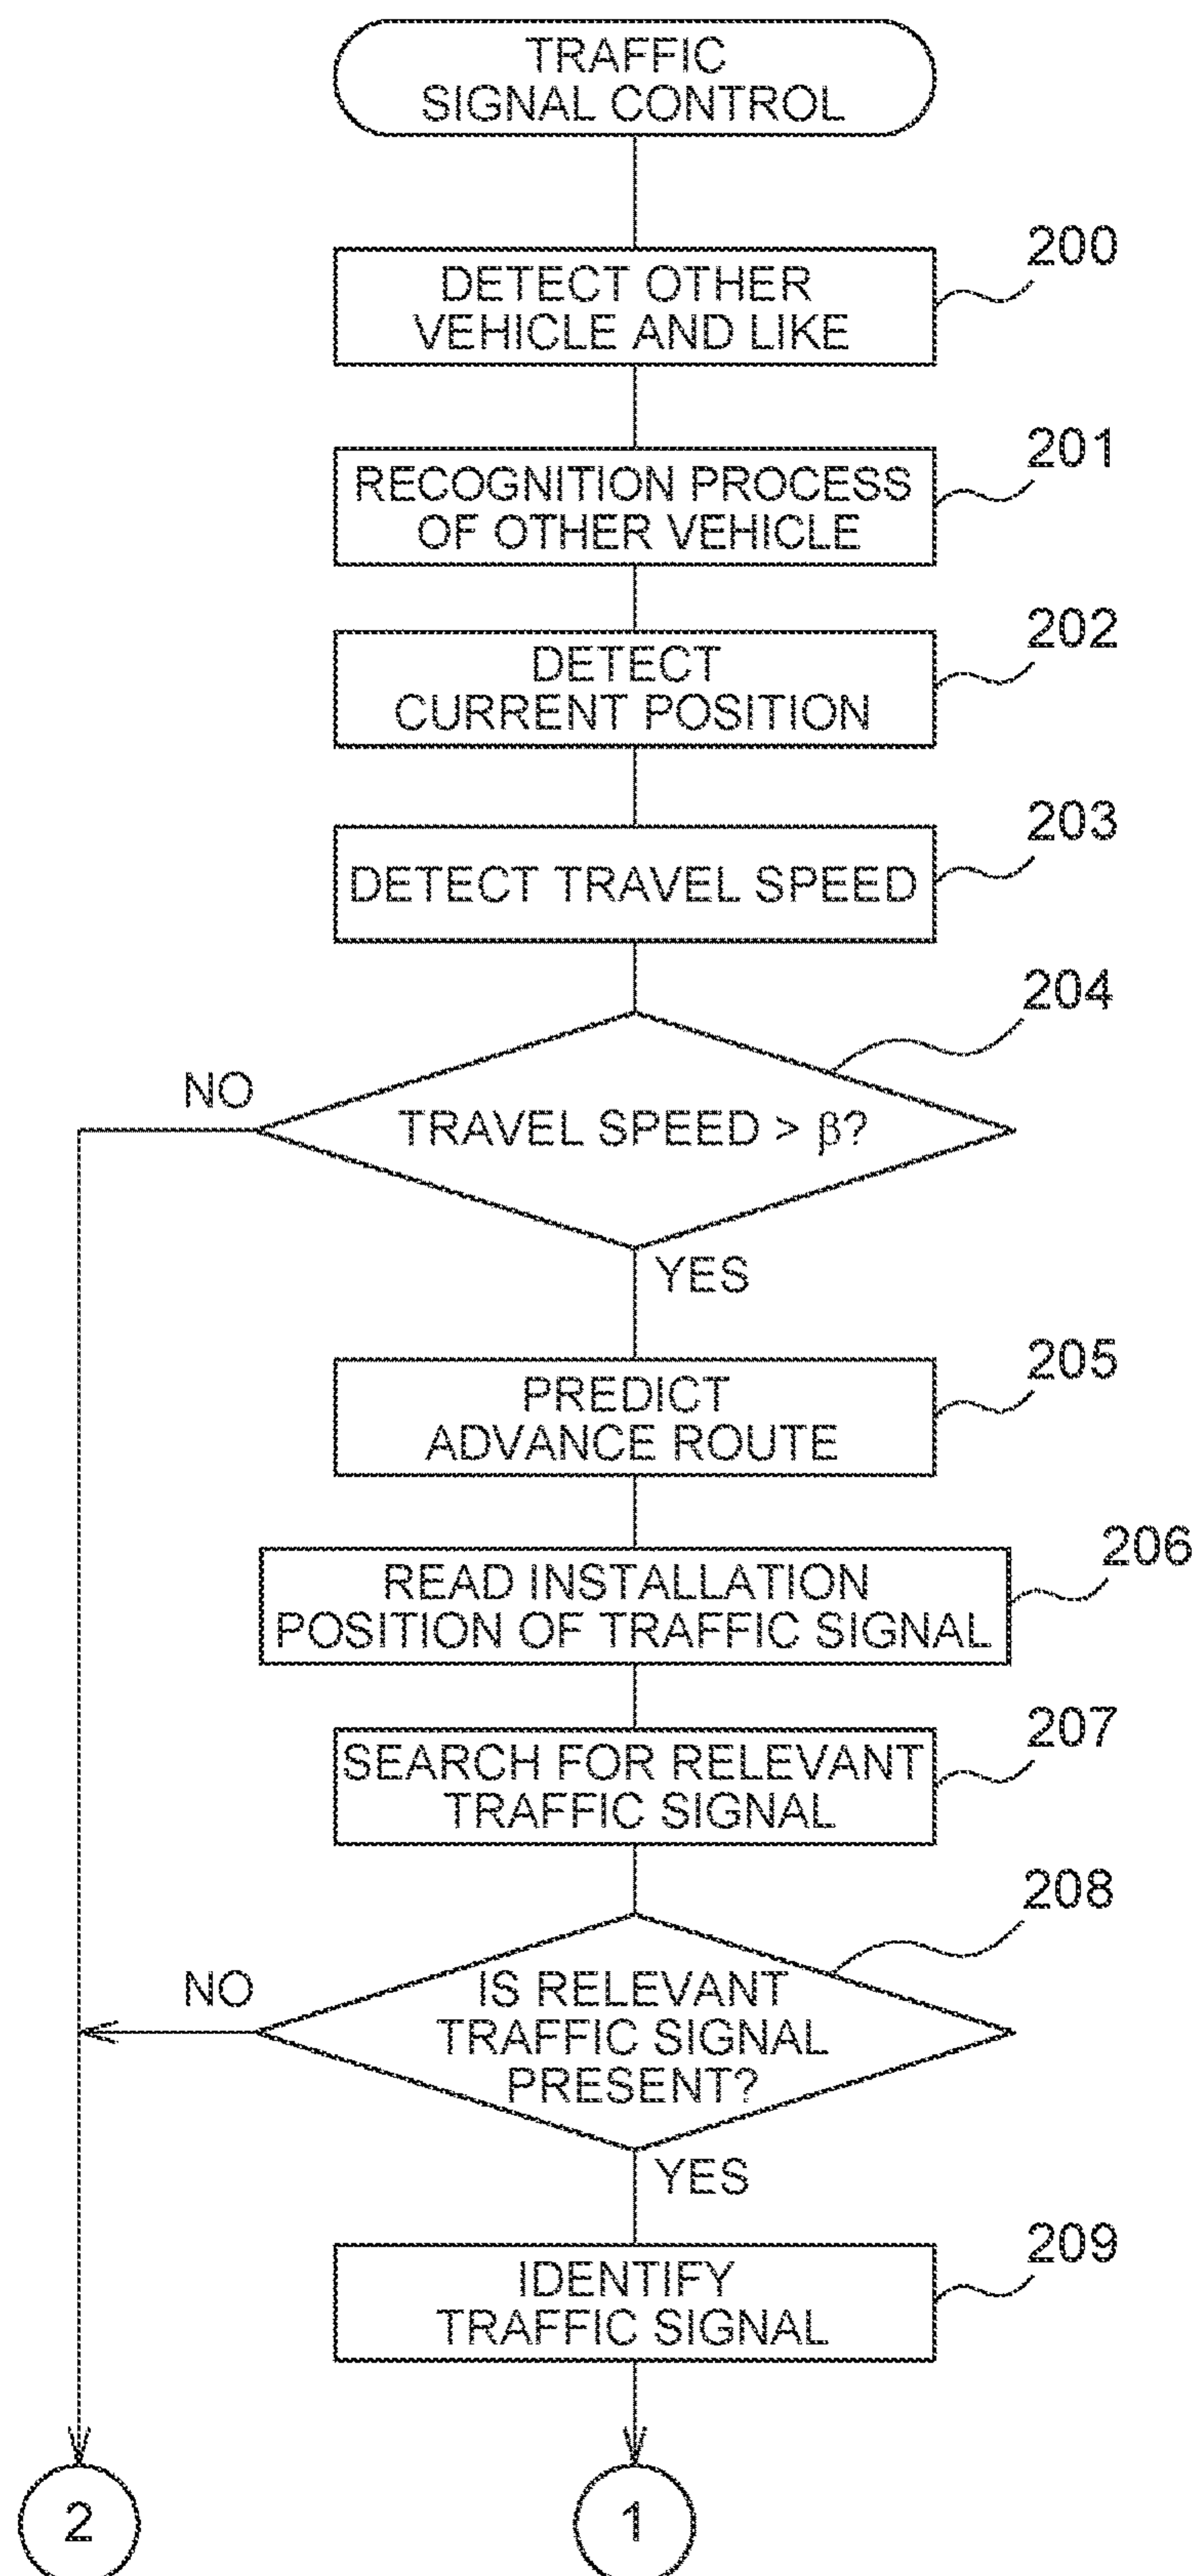 TRAFFIC
SIGNAL CONTROL
200
DETECT OTHER
VEHICLE AND LIKE
201
RECOGNITION PROCESS
OF OTHER VEHICLE
202
DETECT
CURRENT POSITION
203
DETECT TRAVEL SPEED
204
NO
TRAVEL SPEED > β?
YES
205
PREDICT
ADVANCE ROUTE
206
READ INSTALLATION
POSITION OF TRAFFIC SIGNAL
207
SEARCH FOR RELEVANT
TRAFFIC SIGNAL
208
NO
IS RELEVANT
TRAFFIC SIGNAL
PRESENT?
YES
209
IDENTIFY
TRAFFIC SIGNAL
2
1